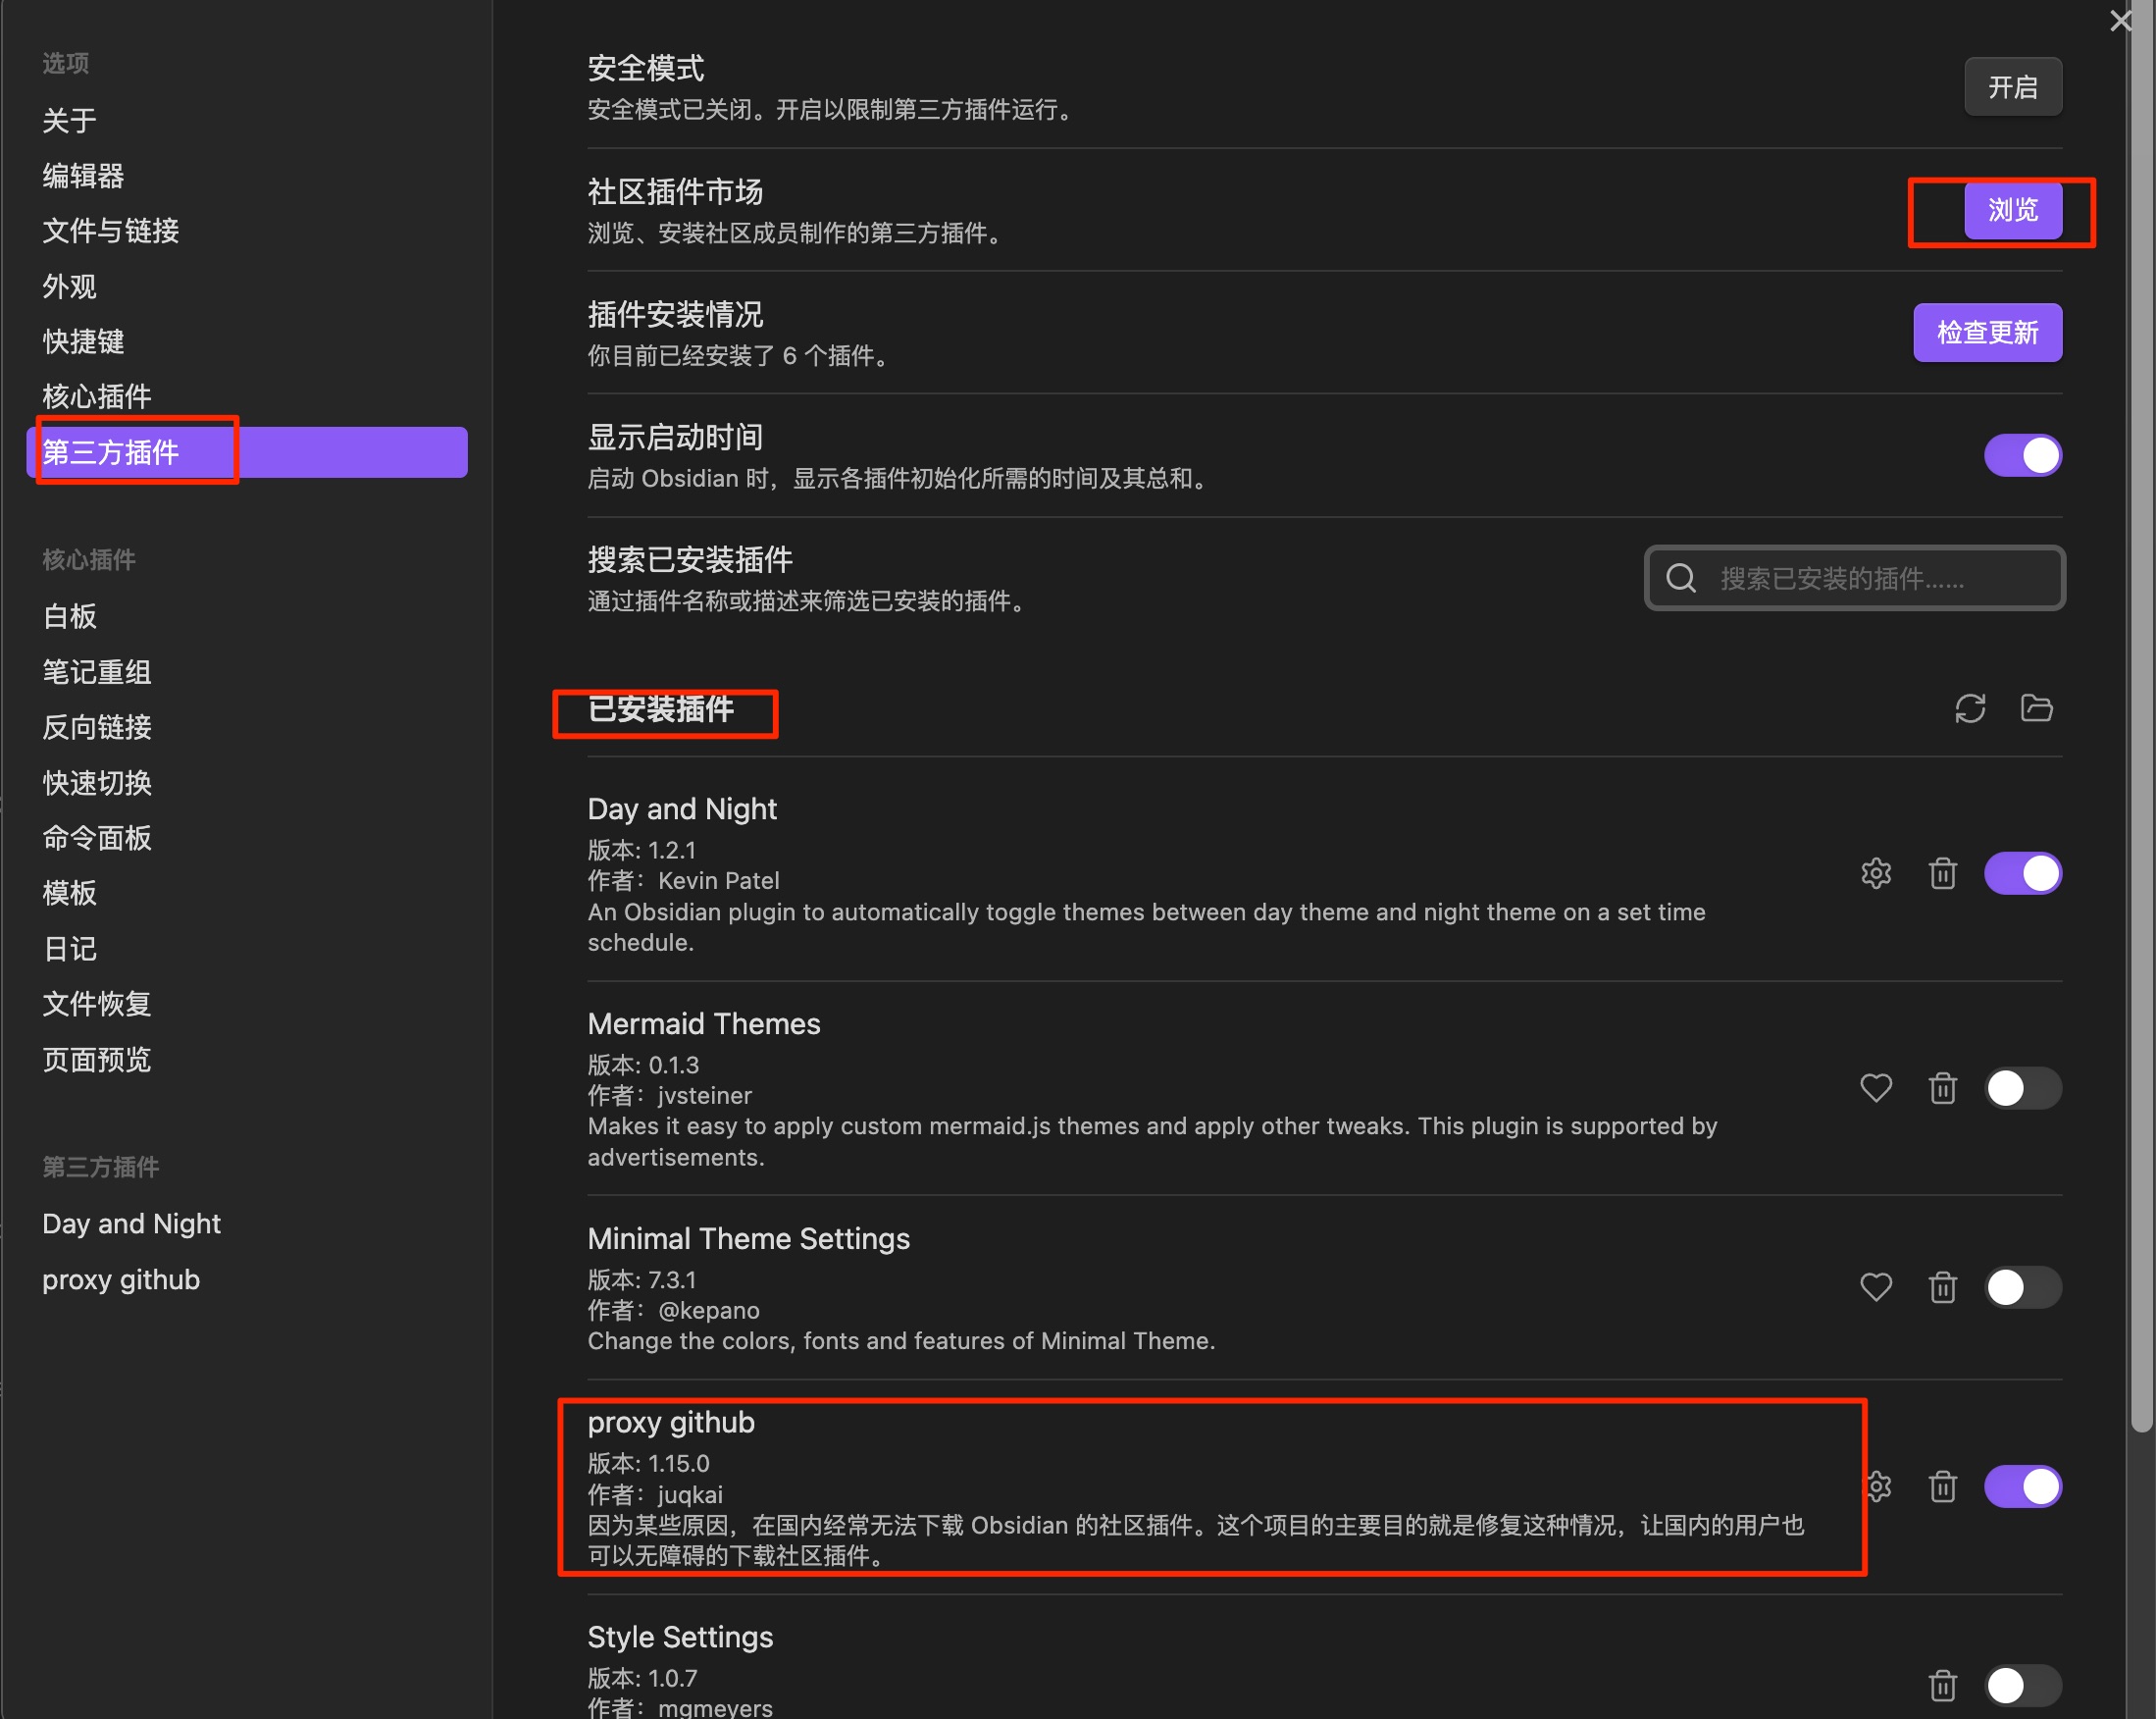 选项
关于
编辑器
文件与链接
外观
快捷键
核心插件
第三方插件
核心插件
白板
笔记重组
反向链接
快速切换
命令面板
模板
日记
文件恢复
页面预览
第三方插件
Day and Night
proxy github
安全模式
安全模式已关闭。开启以限制第三方插件运行。
开启
社区插件市场
浏览、安装社区成员制作的第三方插件。
浏览
插件安装情况
你目前已经安装了 6 个插件。
检查更新
显示启动时间
启动 Obsidian 时，显示各插件初始化所需的时间及其总和。
搜索已安装插件
通过插件名称或描述来筛选已安装的插件。
搜索已安装的插件……
已安装插件
Day and Night
版本: 1.2.1
作者：Kevin Patel
An Obsidian plugin to automatically toggle themes between day theme and night theme on a set time
schedule.
Mermaid Themes
版本: 0.1.3
作者：jvsteiner
Makes it easy to apply custom mermaid.js themes and apply other tweaks. This plugin is supported by
advertisements.
Minimal Theme Settings
版本: 7.3.1
作者：@kepano
Change the colors, fonts and features of Minimal Theme.
proxy github
版本: 1.15.0
作者：juqkai
因为某些原因，在国内经常无法下载 Obsidian 的社区插件。这个项目的主要目的就是修复这种情况，让国内的用户也
可以无障碍的下载社区插件。
Style Settings
版本: 1.0.7
作者：mgmeyers